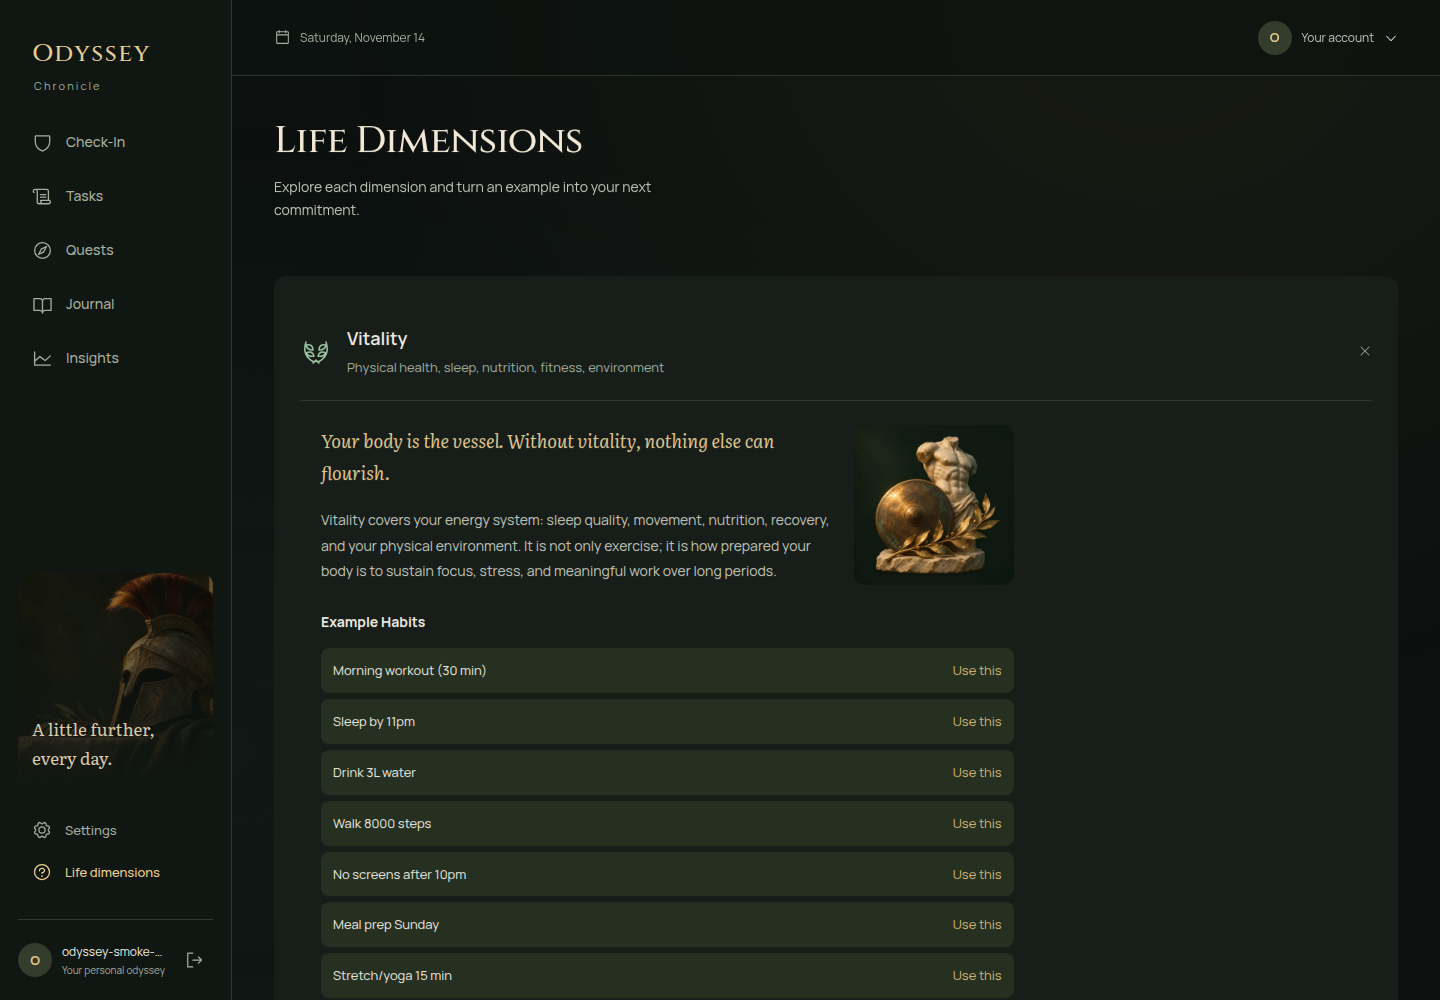 Odyssey
Chronicle
Check-In
Tasks
Quests
Journal
Insights
A little further,
every day.
Settings
Life dimensions
O
odyssey-smoke-...
Your personal odyssey
Saturday, November 14
O
Your account
Life Dimensions
Explore each dimension and turn an example into your next
commitment.
Vitality
Physical health, sleep, nutrition, fitness, environment
Your body is the vessel. Without vitality, nothing else can
flourish.
Vitality covers your energy system: sleep quality, movement, nutrition, recovery,
and your physical environment. It is not only exercise; it is how prepared your
body is to sustain focus, stress, and meaningful work over long periods.
Example Habits
Morning workout (30 min) Use this
Sleep by 11pm Use this
Drink 3L water Use this
Walk 8000 steps Use this
No screens after 10pm Use this
Meal prep Sunday Use this
Stretch/yoga 15 min Use this